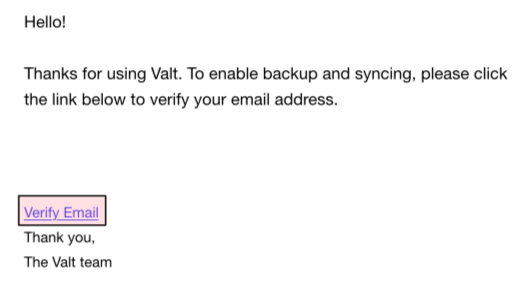 Hello!
Thanks for using Valt. To enable backup and syncing, please click
the link below to verify your email address.
Verify Email
Thank you,
The Valt team